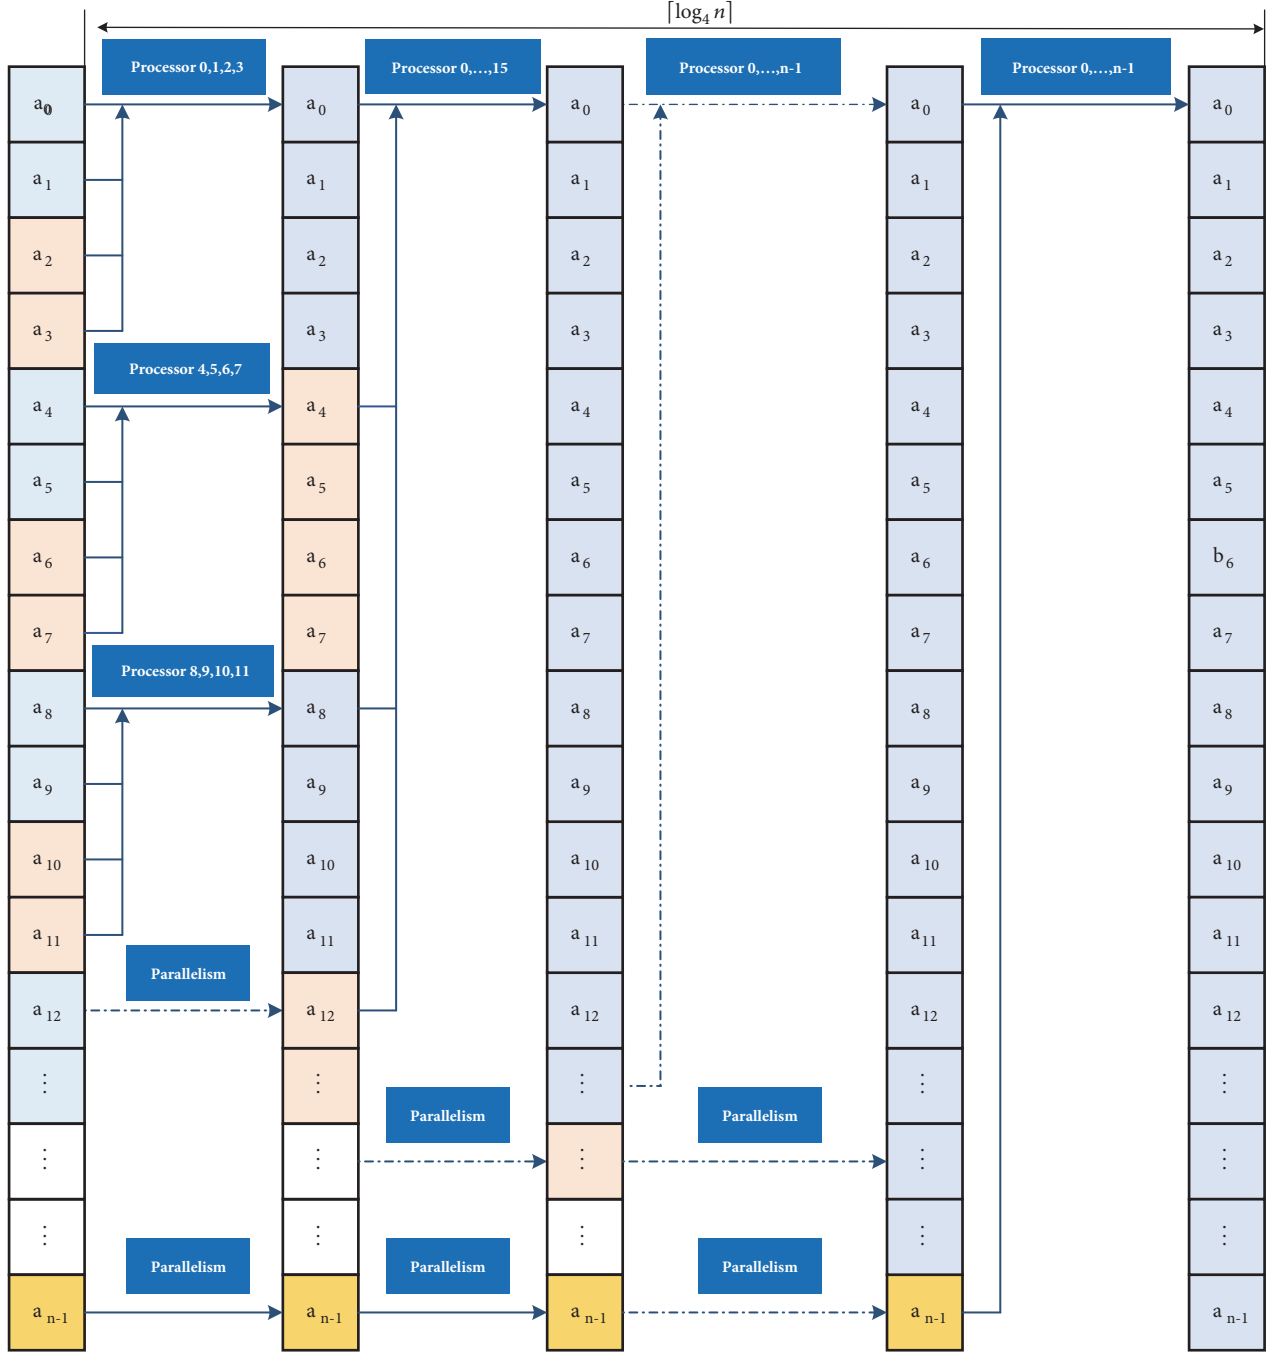 ⌈log₄ n⌉
Processor 0,1,2,3
Processor 0,…,15
Processor 0,…,n-1
Processor 0,…,n-1
a₀ a₀ a₀ a₀ a₀
a₁ a₁ a₁ a₁ a₁
a₂ a₂ a₂ a₂ a₂
a₃ a₃ a₃ a₃ a₃
Processor 4,5,6,7
a₄ a₄ a₄ a₄ a₄
a₅ a₅ a₅ a₅ a₅
a₆ a₆ a₆ a₆ b₆
a₇ a₇ a₇ a₇ a₇
Processor 8,9,10,11
a₈ a₈ a₈ a₈ a₈
a₉ a₉ a₉ a₉ a₉
a₁₀ a₁₀ a₁₀ a₁₀ a₁₀
a₁₁ a₁₁ a₁₁ a₁₁ a₁₁
Parallelism
a₁₂ a₁₂ a₁₂ a₁₂ a₁₂
⋮ ⋮ ⋮ ⋮ ⋮
Parallelism
Parallelism
⋮ ⋮ ⋮ ⋮ ⋮
⋮ ⋮ ⋮ ⋮ ⋮
Parallelism
Parallelism
Parallelism
aₙ₋₁ aₙ₋₁ aₙ₋₁ aₙ₋₁ aₙ₋₁